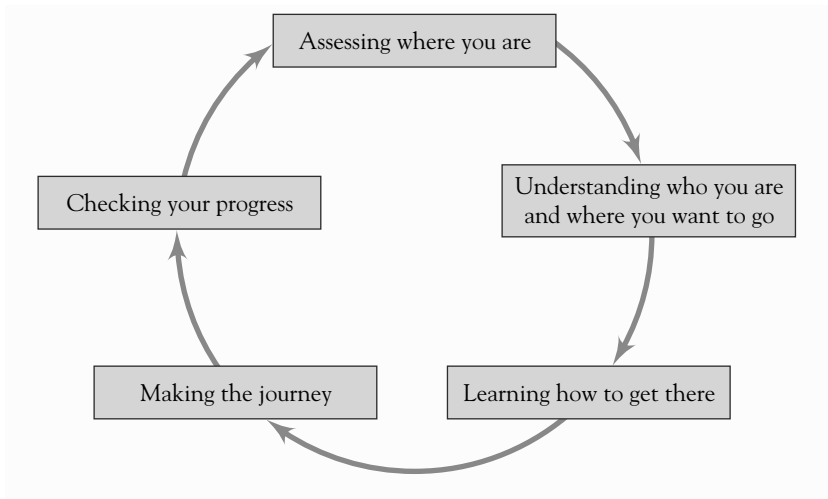 Assessing where you are
Understanding who you are
and where you want to go
Learning how to get there
Making the journey
Checking your progress